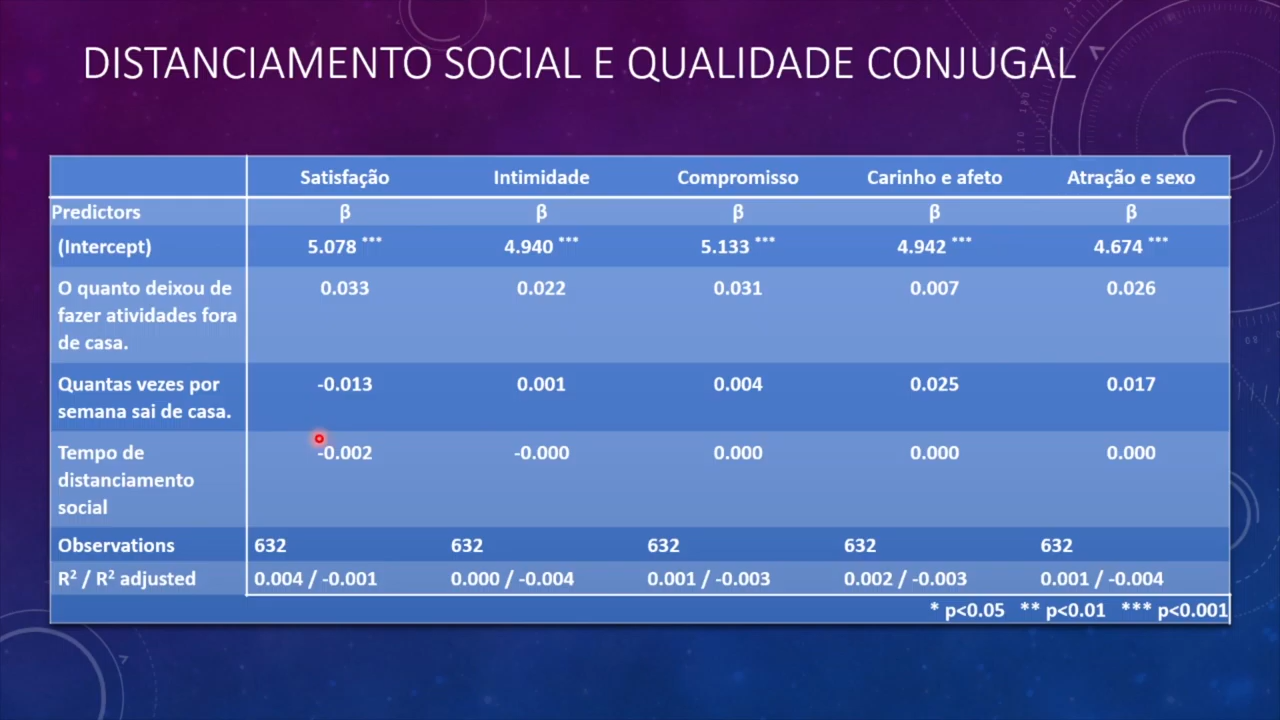 DISTANCIAMENTO SOCIAL E QUALIDADE CONJUGAL
Satisfação Intimidade Compromisso Carinho e afeto Atração e sexo
Predictors β β β β β
(Intercept) 5.078 *** 4.940 *** 5.133 *** 4.942 *** 4.674 ***
O quanto deixou de 0.033 0.022 0.031 0.007 0.026
fazer atividades fora
de casa.
Quantas vezes por -0.013 0.001 0.004 0.025 0.017
semana sai de casa.
Tempo de -0.002 -0.000 0.000 0.000 0.000
distanciamento
social
Observations 632 632 632 632 632
R² / R² adjusted 0.004 / -0.001 0.000 / -0.004 0.001 / -0.003 0.002 / -0.003 0.001 / -0.004
* p<0.05 ** p<0.01 *** p<0.001